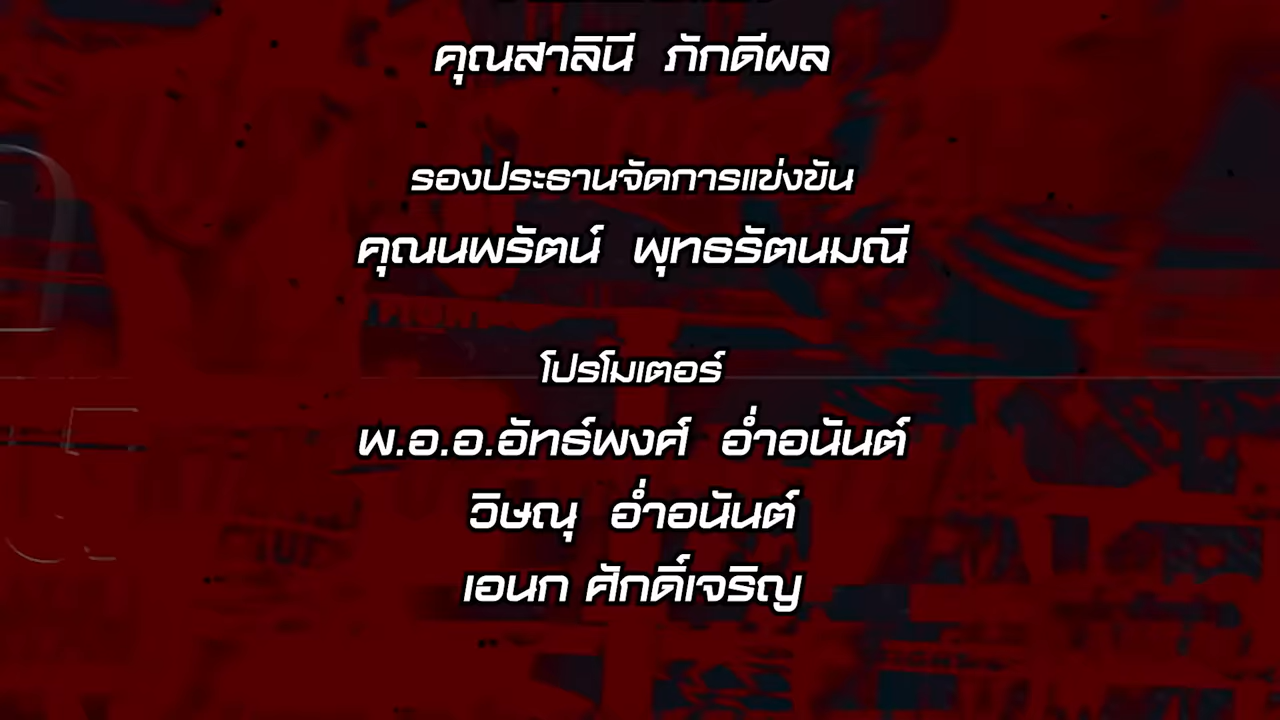 คุณสาลินี ภักดีผล
รองประธานจัดการแข่งขัน
คุณนพรัตน์ พุทธรัตนมณี
โปรโมเตอร์
พ.อ.อ.อัทธ์พงศ์ อ่ำอนันต์
วิษณุ อ่ำอนันต์
เอนก ศักดิ์เจริญ